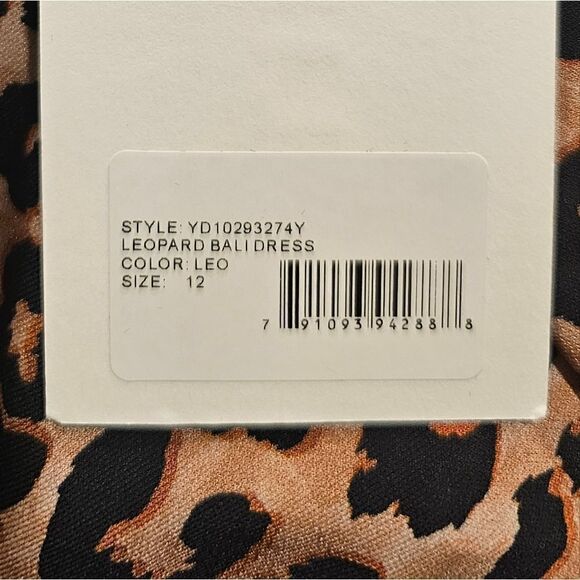 STYLE: YD10293274Y
LEOPARD BALI DRESS
COLOR: LEO
SIZE: 12
7 91093 94288 8